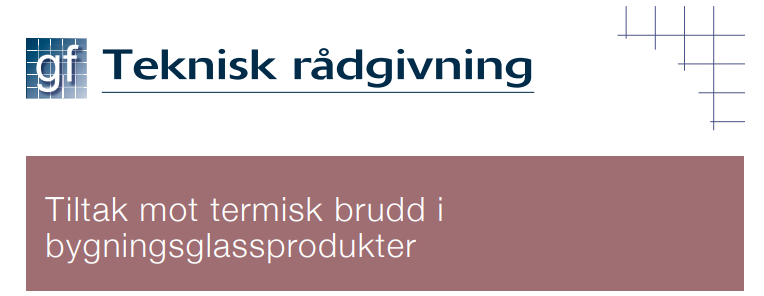 gf Teknisk rådgivning
Tiltak mot termisk brudd i
bygningsglassprodukter